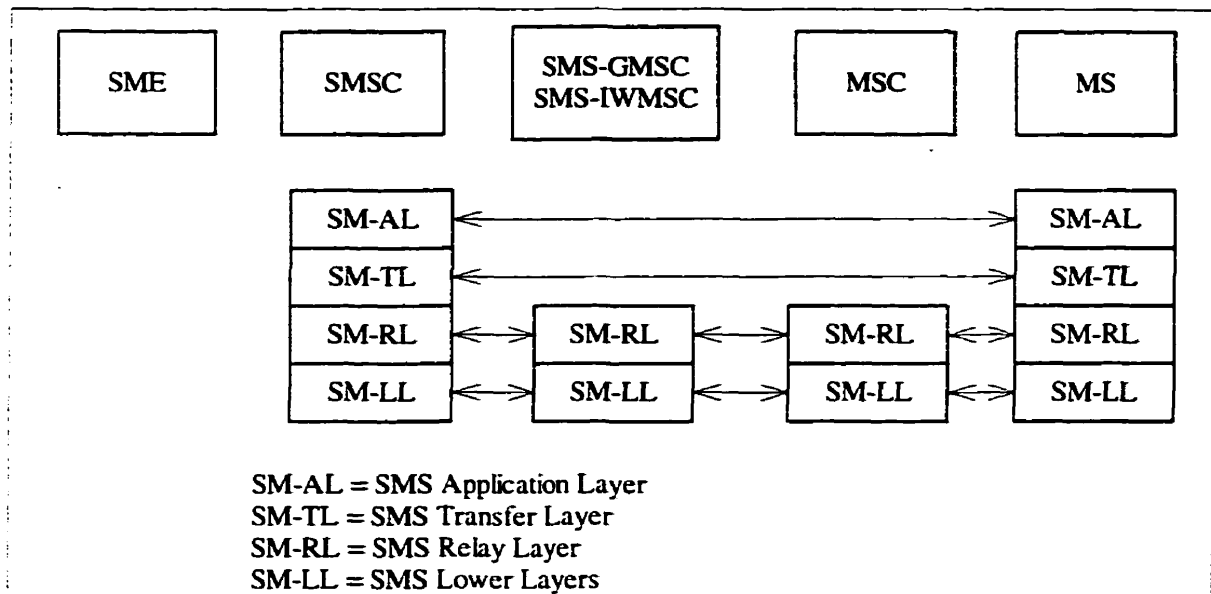 SME
SMSC
SMS-GMSC
SMS-IWMSC
MSC
MS
SM-AL
SM-AL
SM-TL
SM-TL
SM-RL
SM-RL
SM-RL
SM-RL
SM-LL
SM-LL
SM-LL
SM-LL
SM-AL = SMS Application Layer
SM-TL = SMS Transfer Layer
SM-RL = SMS Relay Layer
SM-LL = SMS Lower Layers